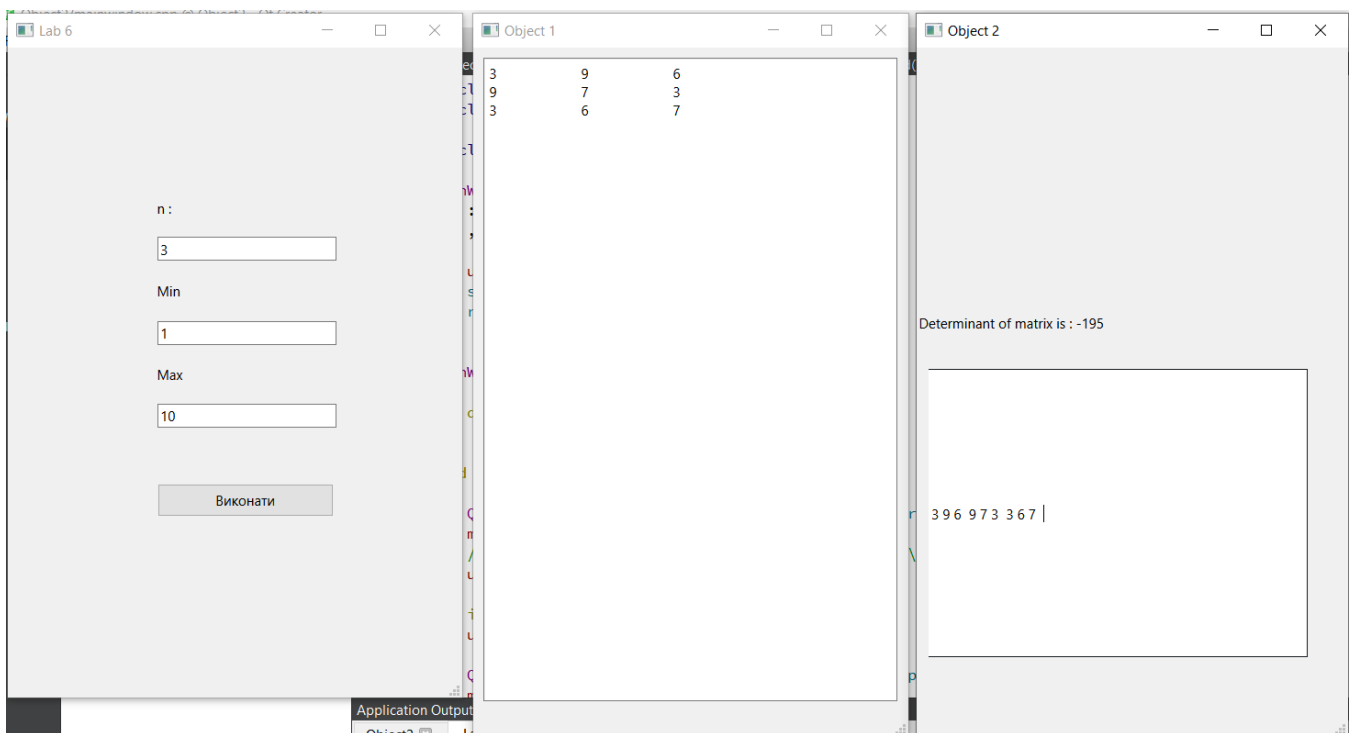 Lab 6
n :
3
Min
1
Max
10
Виконати
Object 1
3 9 6
9 7 3
3 6 7
Object 2
Determinant of matrix is : -195
3 9 6 9 7 3 3 6 7
Application Output